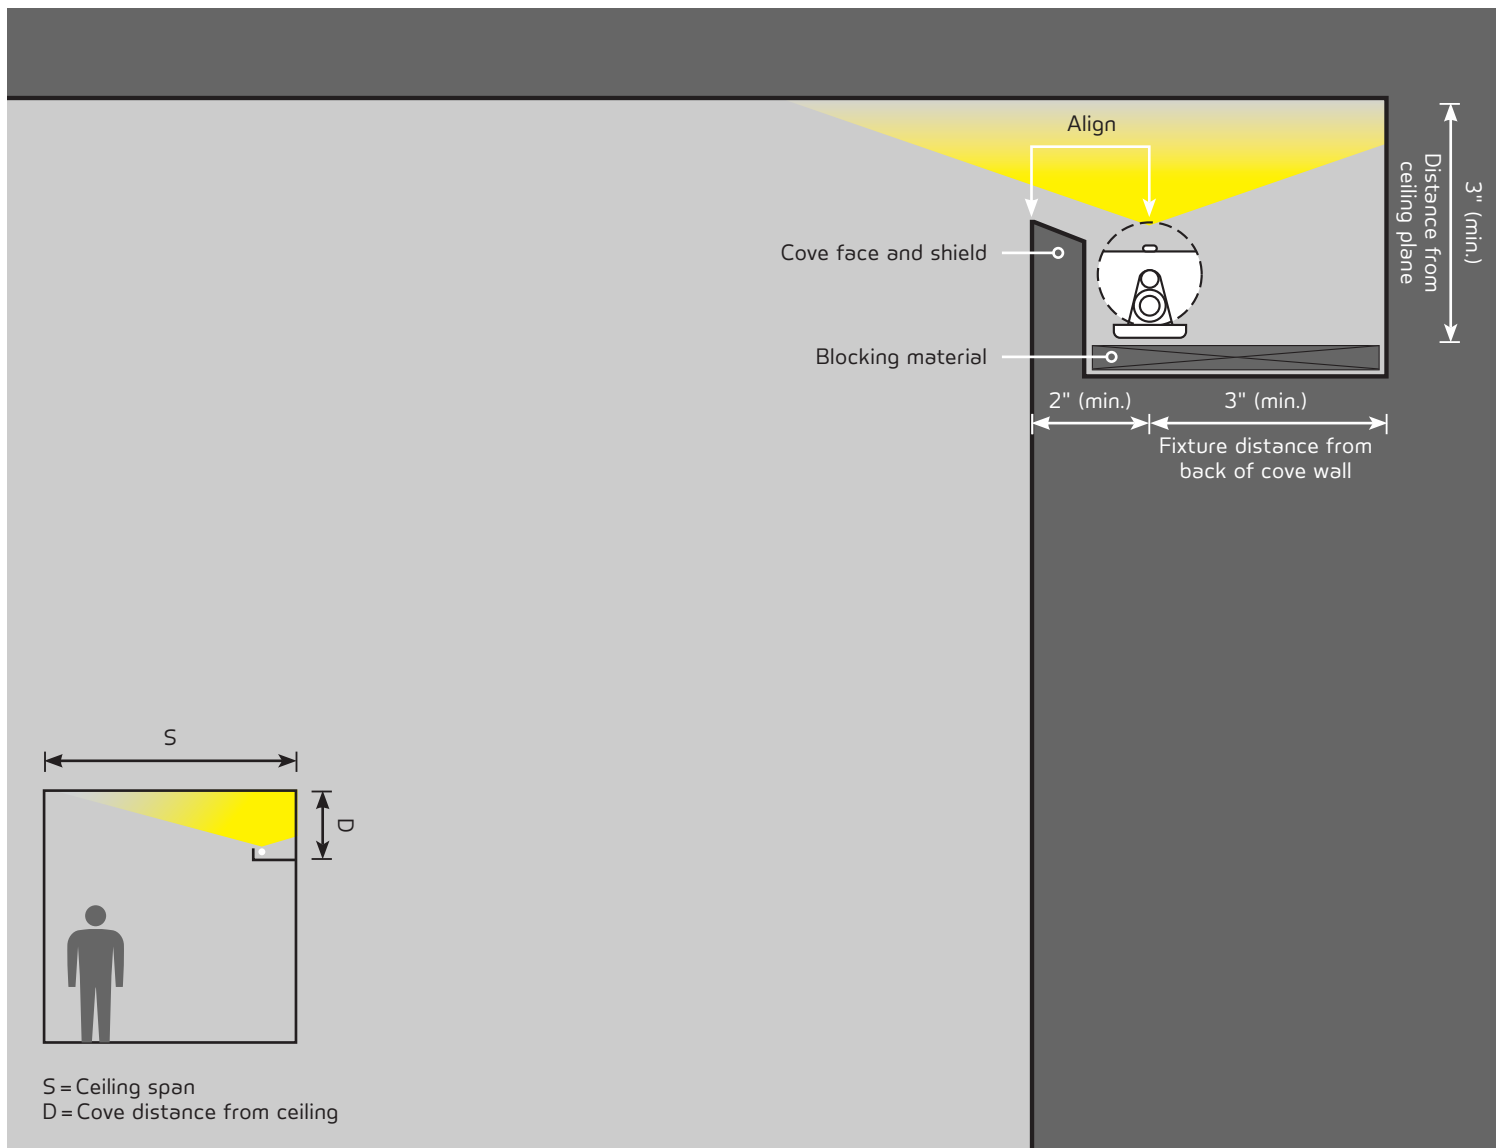 Align
3" (min.)
Distance from
ceiling plane
Cove face and shield
Blocking material
2" (min.)
3" (min.)
Fixture distance from
back of cove wall
S
D
S = Ceiling span
D = Cove distance from ceiling